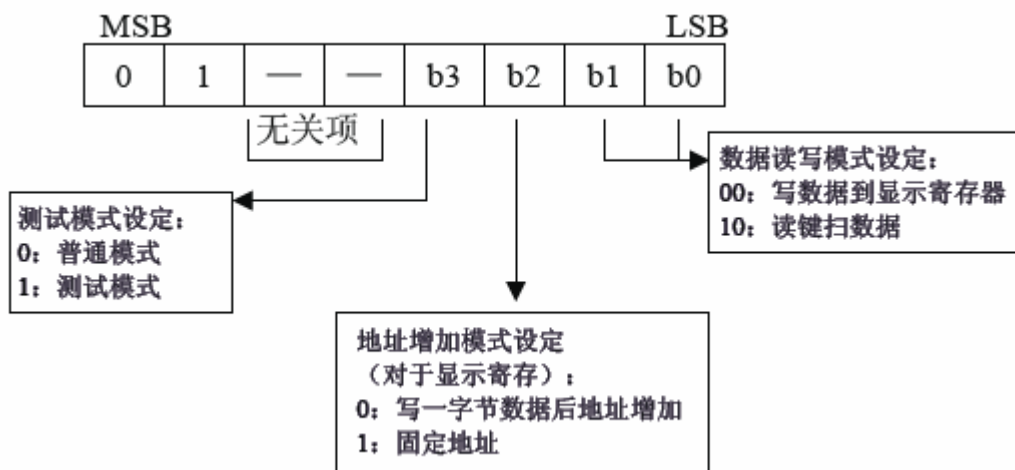 MSB LSB
0 1 — — b3 b2 b1 b0
无关项
数据读写模式设定：
00：写数据到显示寄存器
10：读键扫数据
测试模式设定：
0：普通模式
1：测试模式
地址增加模式设定
（对于显示寄存）：
0：写一字节数据后地址增加
1：固定地址